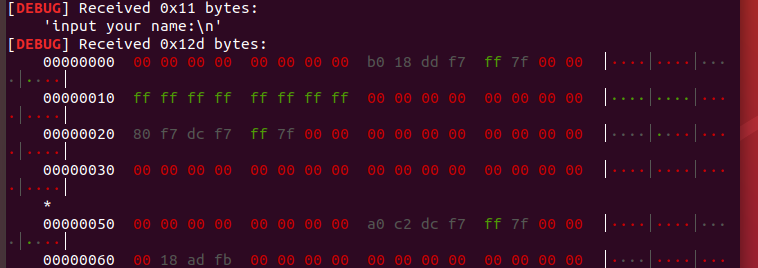 [DEBUG] Received 0x11 bytes:
    'input your name:\n'
[DEBUG] Received 0x12d bytes:
    00000000  00 00 00 00  00 00 00 00  b0 18 dd f7  ff 7f 00 00  │····│····│···
·│····│
    00000010  ff ff ff ff  ff ff ff ff  00 00 00 00  00 00 00 00  │····│····│···
·│····│
    00000020  80 f7 dc f7  ff 7f 00 00  00 00 00 00  00 00 00 00  │····│····│···
·│····│
    00000030  00 00 00 00  00 00 00 00  00 00 00 00  00 00 00 00  │····│····│···
·│····│
    *
    00000050  00 00 00 00  00 00 00 00  a0 c2 dc f7  ff 7f 00 00  │····│····│···
·│····│
    00000060  00 18 ad fb  00 00 00 00  00 00 00 00  00 00 00 00  │····│····│···